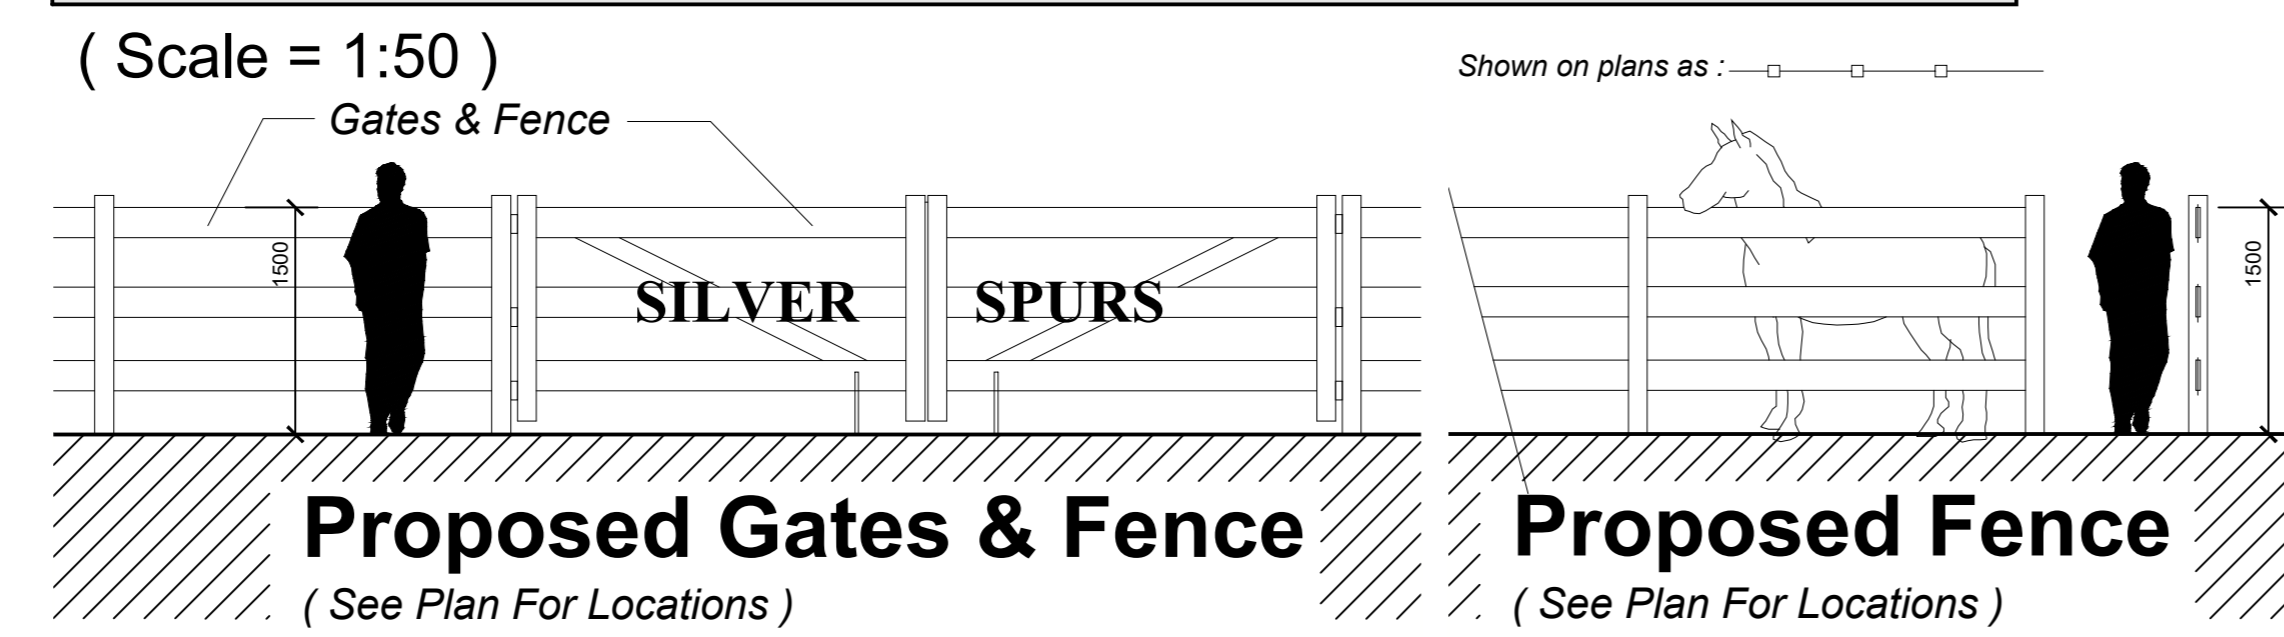 ( Scale = 1:50 )
Shown on plans as :
Gates & Fence
1500
SILVER SPURS
1500
Proposed Gates & Fence
( See Plan For Locations )
Proposed Fence
( See Plan For Locations )